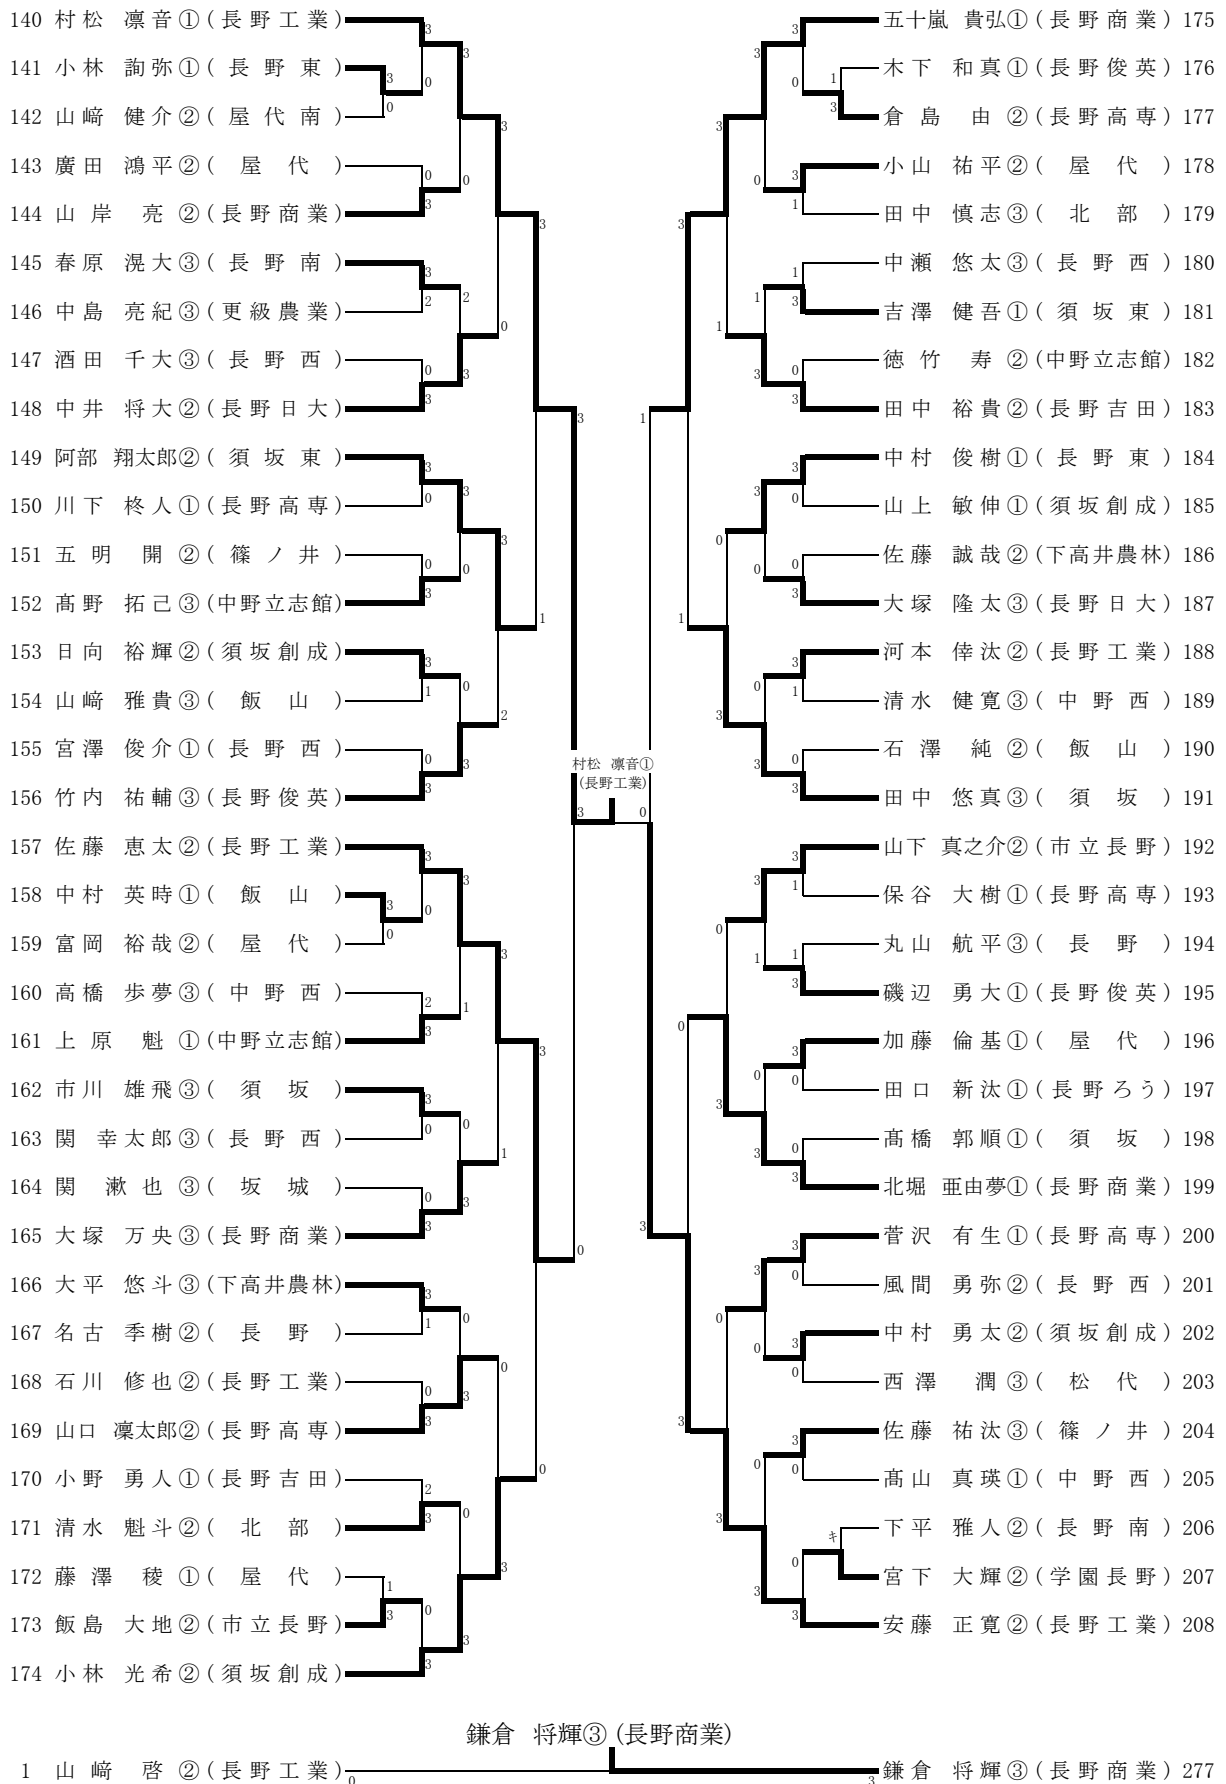 140 村松 凛音①(長野工業)
141 小林 詢弥①(長野東)
142 山﨑 健介②(屋代南)
143 廣田 鴻平②(屋代)
144 山岸 亮②(長野商業)
145 春原 滉大③(長野南)
146 中島 亮紀③(更級農業)
147 酒田 千大③(長野西)
148 中井 将大②(長野日大)
149 阿部 翔太郎②(須坂東)
150 川下 柊人①(長野高専)
151 五明 開②(篠ノ井)
152 髙野 拓己③(中野立志館)
153 日向 裕輝②(須坂創成)
154 山﨑 雅貴③(飯山)
155 宮澤 俊介①(長野西)
156 竹内 祐輔③(長野俊英)
157 佐藤 恵太②(長野工業)
158 中村 英時①(飯山)
159 富岡 裕哉②(屋代)
160 高橋 歩夢③(中野西)
161 上原 魁①(中野立志館)
162 市川 雄飛③(須坂)
163 関 幸太郎③(長野西)
164 関 漱也③(坂城)
165 大塚 万央③(長野商業)
166 大平 悠斗③(下高井農林)
167 名古 季樹②(長野)
168 石川 修也②(長野工業)
169 山口 凜太郎②(長野高専)
170 小野 勇人①(長野吉田)
171 清水 魁斗②(北部)
172 藤澤 稜①(屋代)
173 飯島 大地②(市立長野)
174 小林 光希②(須坂創成)
村松 凛音①
(長野工業)
五十嵐 貴弘①(長野商業) 175
木下 和真①(長野俊英) 176
倉島 由②(長野高専) 177
小山 祐平②(屋代) 178
田中 慎志③(北部) 179
中瀬 悠太③(長野西) 180
吉澤 健吾①(須坂東) 181
徳竹 寿②(中野立志館) 182
田中 裕貴②(長野吉田) 183
中村 俊樹①(長野東) 184
山上 敏伸①(須坂創成) 185
佐藤 誠哉②(下高井農林) 186
大塚 隆太③(長野日大) 187
河本 倖汰②(長野工業) 188
清水 健寛③(中野西) 189
石澤 純②(飯山) 190
田中 悠真③(須坂) 191
山下 真之介②(市立長野) 192
保谷 大樹①(長野高専) 193
丸山 航平③(長野) 194
磯辺 勇大①(長野俊英) 195
加藤 倫基①(屋代) 196
田口 新汰①(長野ろう) 197
髙橋 郭順①(須坂) 198
北堀 亜由夢①(長野商業) 199
菅沢 有生①(長野高専) 200
風間 勇弥②(長野西) 201
中村 勇太②(須坂創成) 202
西澤 潤③(松代) 203
佐藤 祐汰③(篠ノ井) 204
髙山 真瑛①(中野西) 205
下平 雅人②(長野南) 206
宮下 大輝②(学園長野) 207
安藤 正寛②(長野工業) 208
鎌倉 将輝③(長野商業)
1 山﨑 啓②(長野工業) 0
3 鎌倉 将輝③(長野商業) 277